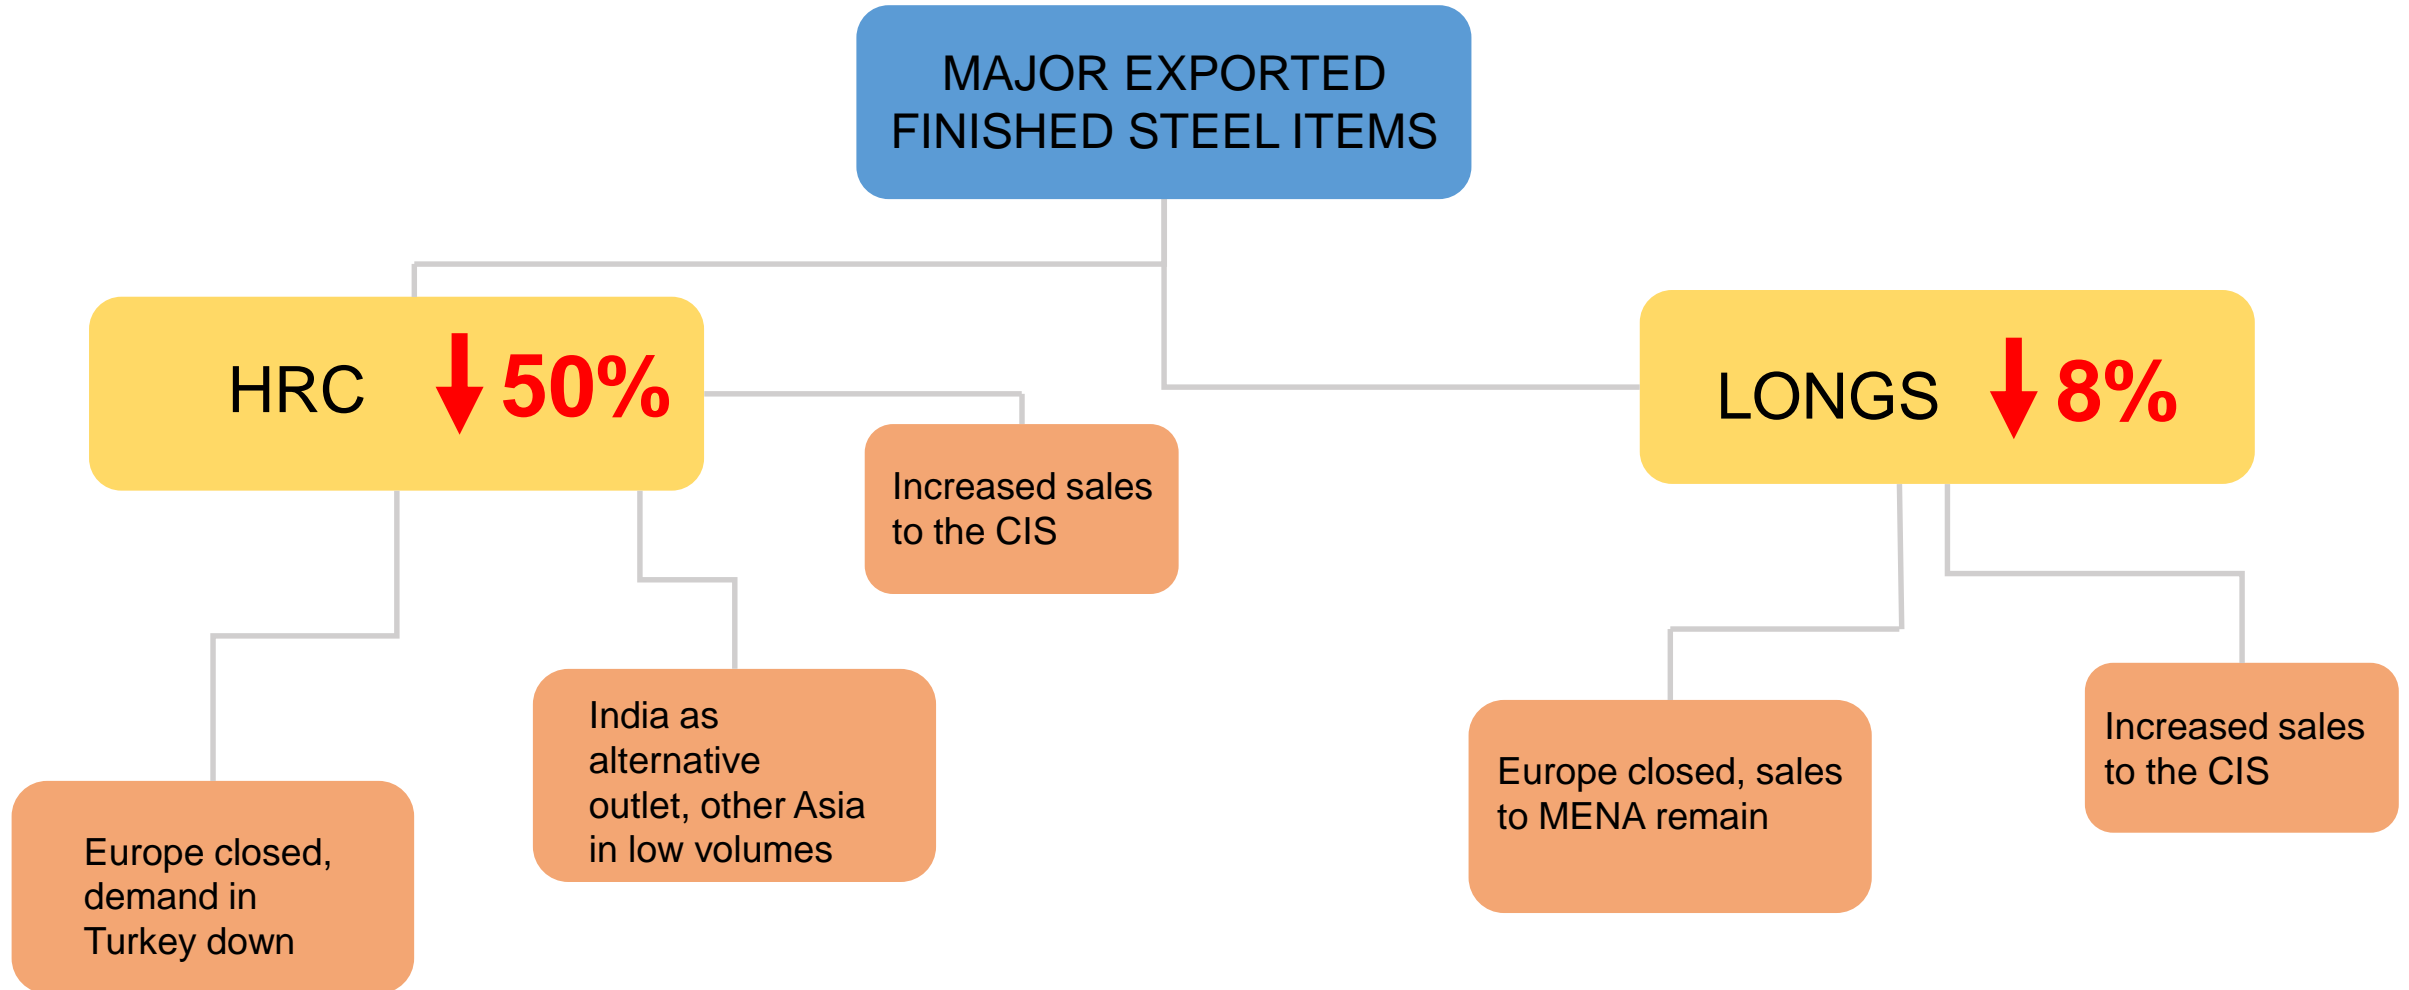 MAJOR EXPORTED
FINISHED STEEL ITEMS
HRC 50%
LONGS 8%
Increased sales
to the CIS
India as
alternative
outlet, other Asia
in low volumes
Europe closed,
demand in
Turkey down
Europe closed, sales
to MENA remain
Increased sales
to the CIS